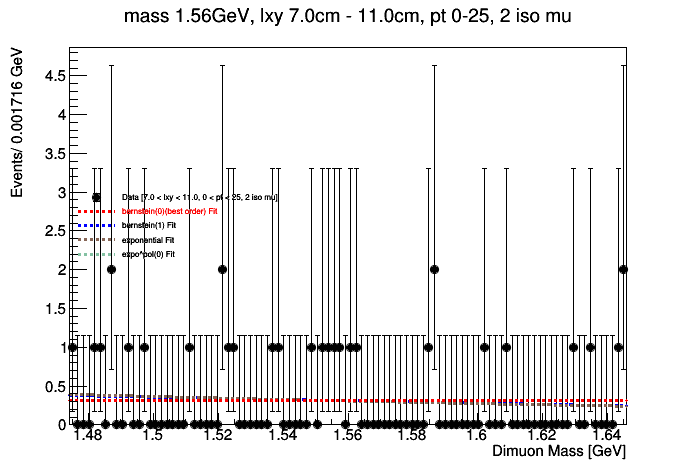 mass 1.56GeV, lxy 7.0cm - 11.0cm, pt 0-25, 2 iso mu
Events/ 0.001716 GeV
4.5
4
3.5
3
2.5
2
1.5
1
0.5
0
Data [7.0 < lxy < 11.0, 0 < pt < 25, 2 iso mu]
bernstein(0)(best order) Fit
bernstein(1) Fit
exponential Fit
expo*pol(0) Fit
1.48 1.5 1.52 1.54 1.56 1.58 1.6 1.62 1.64
Dimuon Mass [GeV]